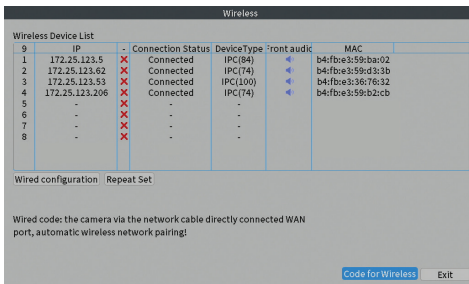 Wireless
Wireless Device List
9 IP - Connection Status DeviceType Front audio MAC
1 172.25.123.5 Connected IPC(84) b4:fb:e3:59:ba:02
2 172.25.123.62 Connected IPC(74) b4:fb:e3:59:d3:3b
3 172.25.123.53 Connected IPC(100) b4:fb:e3:36:76:32
4 172.25.123.206 Connected IPC(74) b4:fb:e3:59:b2:cb
5 - - -
6 - - -
7 - - -
8 - - -
Wired configuration Repeat Set
Wired code: the camera via the network cable directly connected WAN
port, automatic wireless network pairing!
Code for Wireless Exit